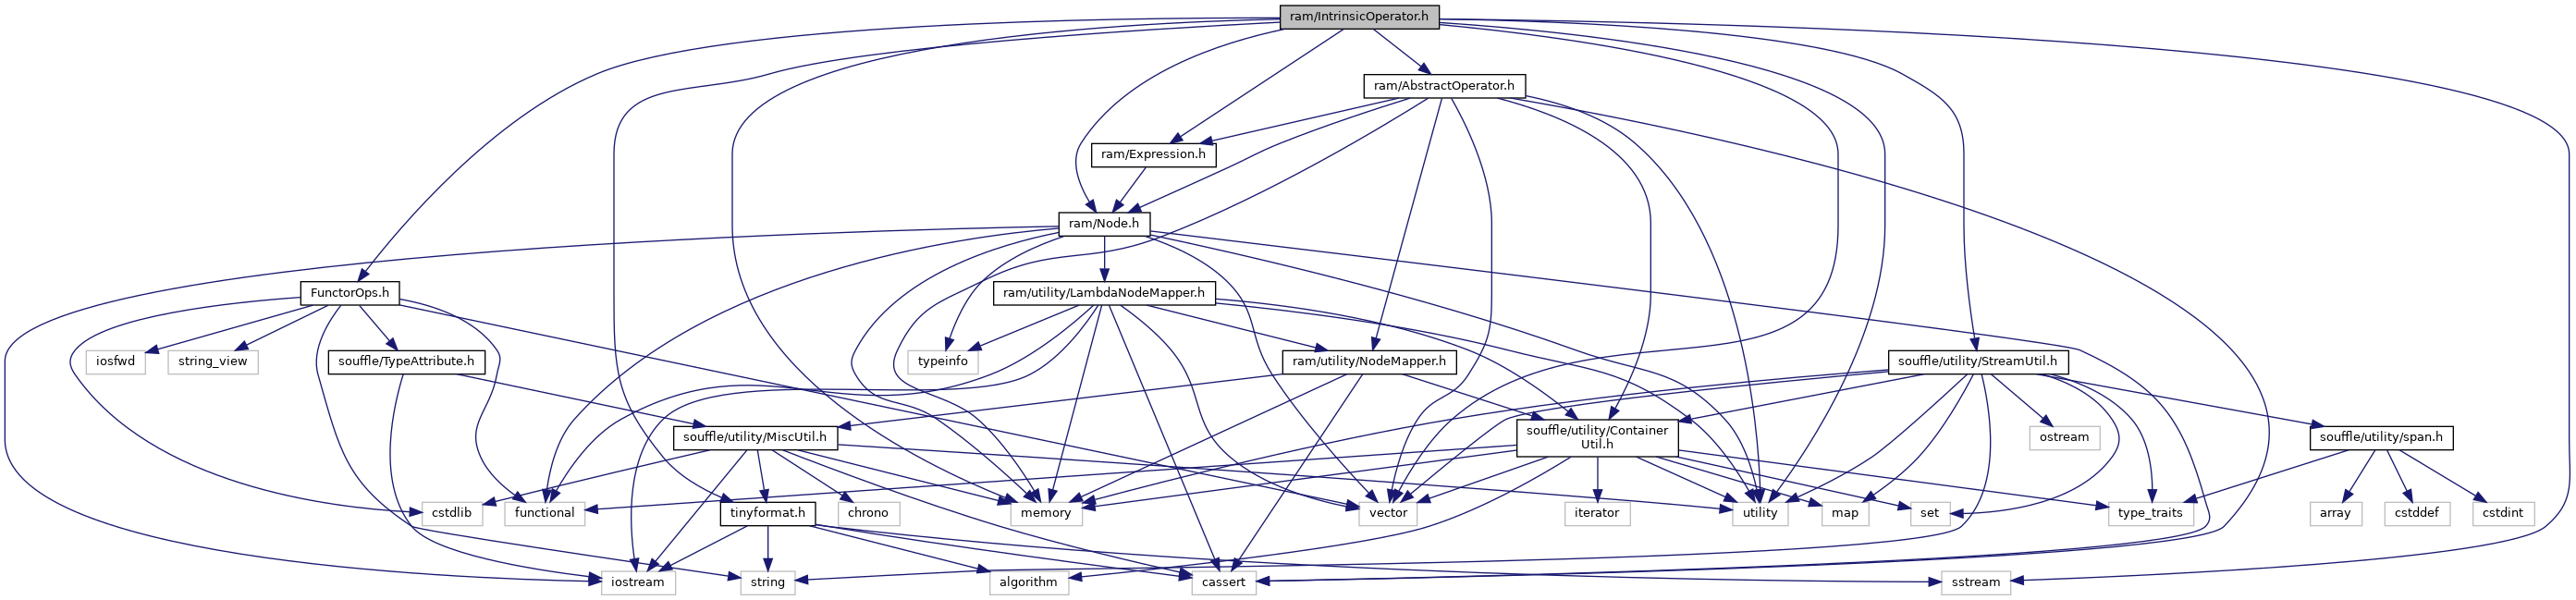 ram/IntrinsicOperator.h
ram/AbstractOperator.h
ram/Expression.h
ram/Node.h
FunctorOps.h
ram/utility/LambdaNodeMapper.h
iosfwd
string_view
souffle/TypeAttribute.h
typeinfo
ram/utility/NodeMapper.h
souffle/utility/StreamUtil.h
souffle/utility/MiscUtil.h
souffle/utility/Container
Util.h
ostream
souffle/utility/span.h
cstdlib
functional
tinyformat.h
chrono
memory
vector
iterator
utility
map
set
type_traits
array
cstddef
cstdint
iostream
string
algorithm
cassert
sstream